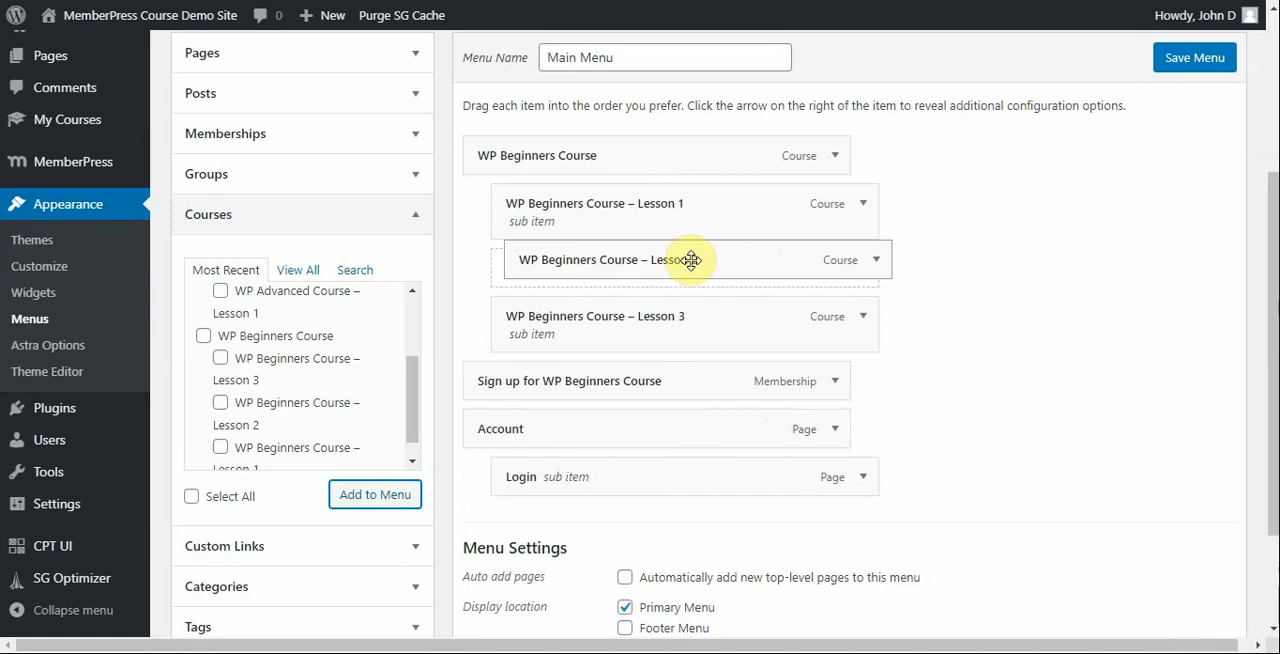 MemberPress Course Demo Site 0 New Purge SG Cache Howdy, John D
Pages
Comments
My Courses
MemberPress
Appearance
Themes
Customize
Widgets
Menus
Astra Options
Theme Editor
Plugins
Users
Tools
Settings
CPT UI
SG Optimizer
Collapse menu
Pages
Posts
Memberships
Groups
Courses
Most Recent View All Search
WP Advanced Course –
Lesson 1
WP Beginners Course
WP Beginners Course –
Lesson 3
WP Beginners Course –
Lesson 2
WP Beginners Course –
Lesson 1
Select All Add to Menu
Custom Links
Categories
Tags
Menu Name Main Menu Save Menu
Drag each item into the order you prefer. Click the arrow on the right of the item to reveal additional configuration options.
WP Beginners Course Course
WP Beginners Course – Lesson 1 Course
sub item
WP Beginners Course – Course
WP Beginners Course – Lesson 3 Course
sub item
Sign up for WP Beginners Course Membership
Account Page
Login sub item Page
Menu Settings
Auto add pages Automatically add new top-level pages to this menu
Display location Primary Menu
Footer Menu